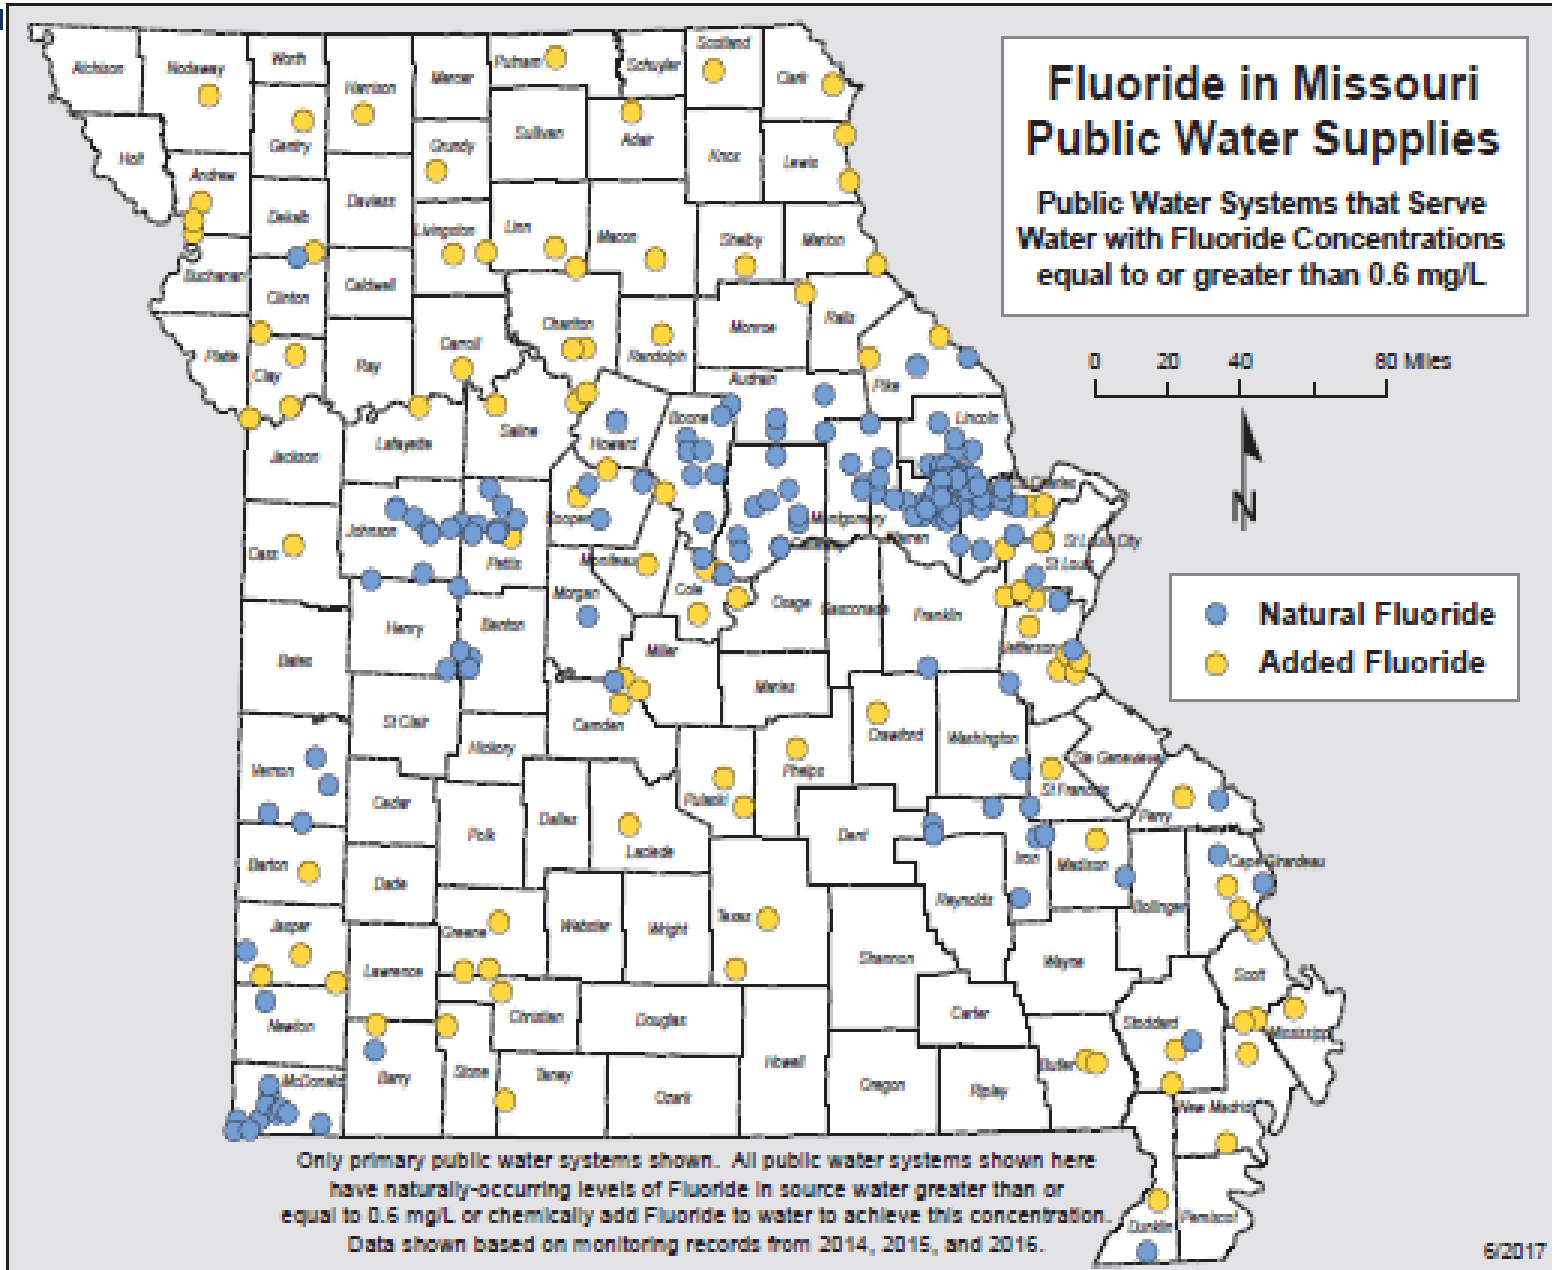 Fluoride in Missouri
Public Water Supplies
Public Water Systems that Serve
Water with Fluoride Concentrations
equal to or greater than 0.6 mg/L
0 20 40 80 Miles
N
Natural Fluoride
Added Fluoride
Atchison
Nodaway
Worth
Harrison
Mercer
Putnam
Schuyler
Scotland
Clark
Holt
Gentry
Grundy
Sullivan
Adair
Knox
Lewis
Andrew
Dekalb
Daviess
Livingston
Linn
Macon
Shelby
Marion
Buchanan
Clinton
Caldwell
Chariton
Randolph
Monroe
Ralls
Platte
Clay
Ray
Carroll
Audrain
Pike
Jackson
Lafayette
Saline
Howard
Boone
Lincoln
Johnson
Pettis
Cooper
Montgomery
Warren
St Charles
St Louis City
St Louis
Cass
Moniteau
Morgan
Cole
Osage
Gasconade
Franklin
Jefferson
Bates
Henry
Benton
Miller
Maries
St Clair
Hickory
Camden
Crawford
Washington
Ste Genevieve
St Francois
Vernon
Cedar
Polk
Dallas
Laclede
Pulaski
Phelps
Dent
Iron
Madison
Perry
Barton
Dade
Reynolds
Bollinger
Cape Girardeau
Jasper
Lawrence
Greene
Webster
Wright
Texas
Shannon
Wayne
Scott
Newton
Christian
Douglas
Carter
Stoddard
Mississippi
McDonald
Barry
Stone
Taney
Ozark
Howell
Oregon
Ripley
Butler
New Madrid
Dunklin
Pemiscot
Only primary public water systems shown. All public water systems shown here
have naturally-occurring levels of Fluoride in source water greater than or
equal to 0.6 mg/L or chemically add Fluoride to water to achieve this concentration.
Data shown based on monitoring records from 2014, 2015, and 2016.
6/2017